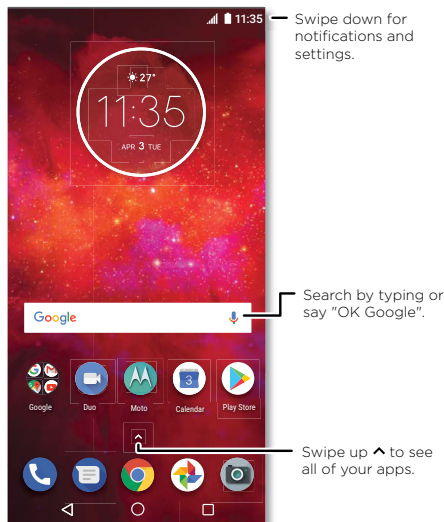 11:35
Swipe down for
notifications and
settings.
27°
11:35
APR 3 TUE
Google
Search by typing or
say "OK Google".
3
Google Duo Moto Calendar Play Store
Swipe up ^ to see
all of your apps.